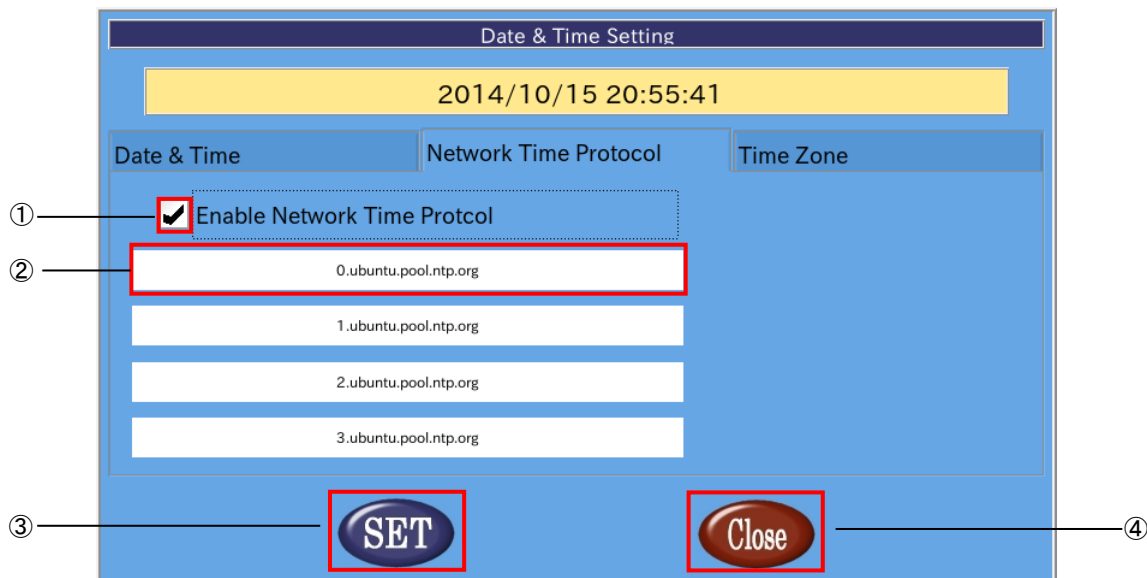 Date & Time Setting
2014/10/15 20:55:41
Date & Time Network Time Protocol Time Zone
① Enable Network Time Protcol
② 0.ubuntu.pool.ntp.org
1.ubuntu.pool.ntp.org
2.ubuntu.pool.ntp.org
3.ubuntu.pool.ntp.org
③ SET Close ④